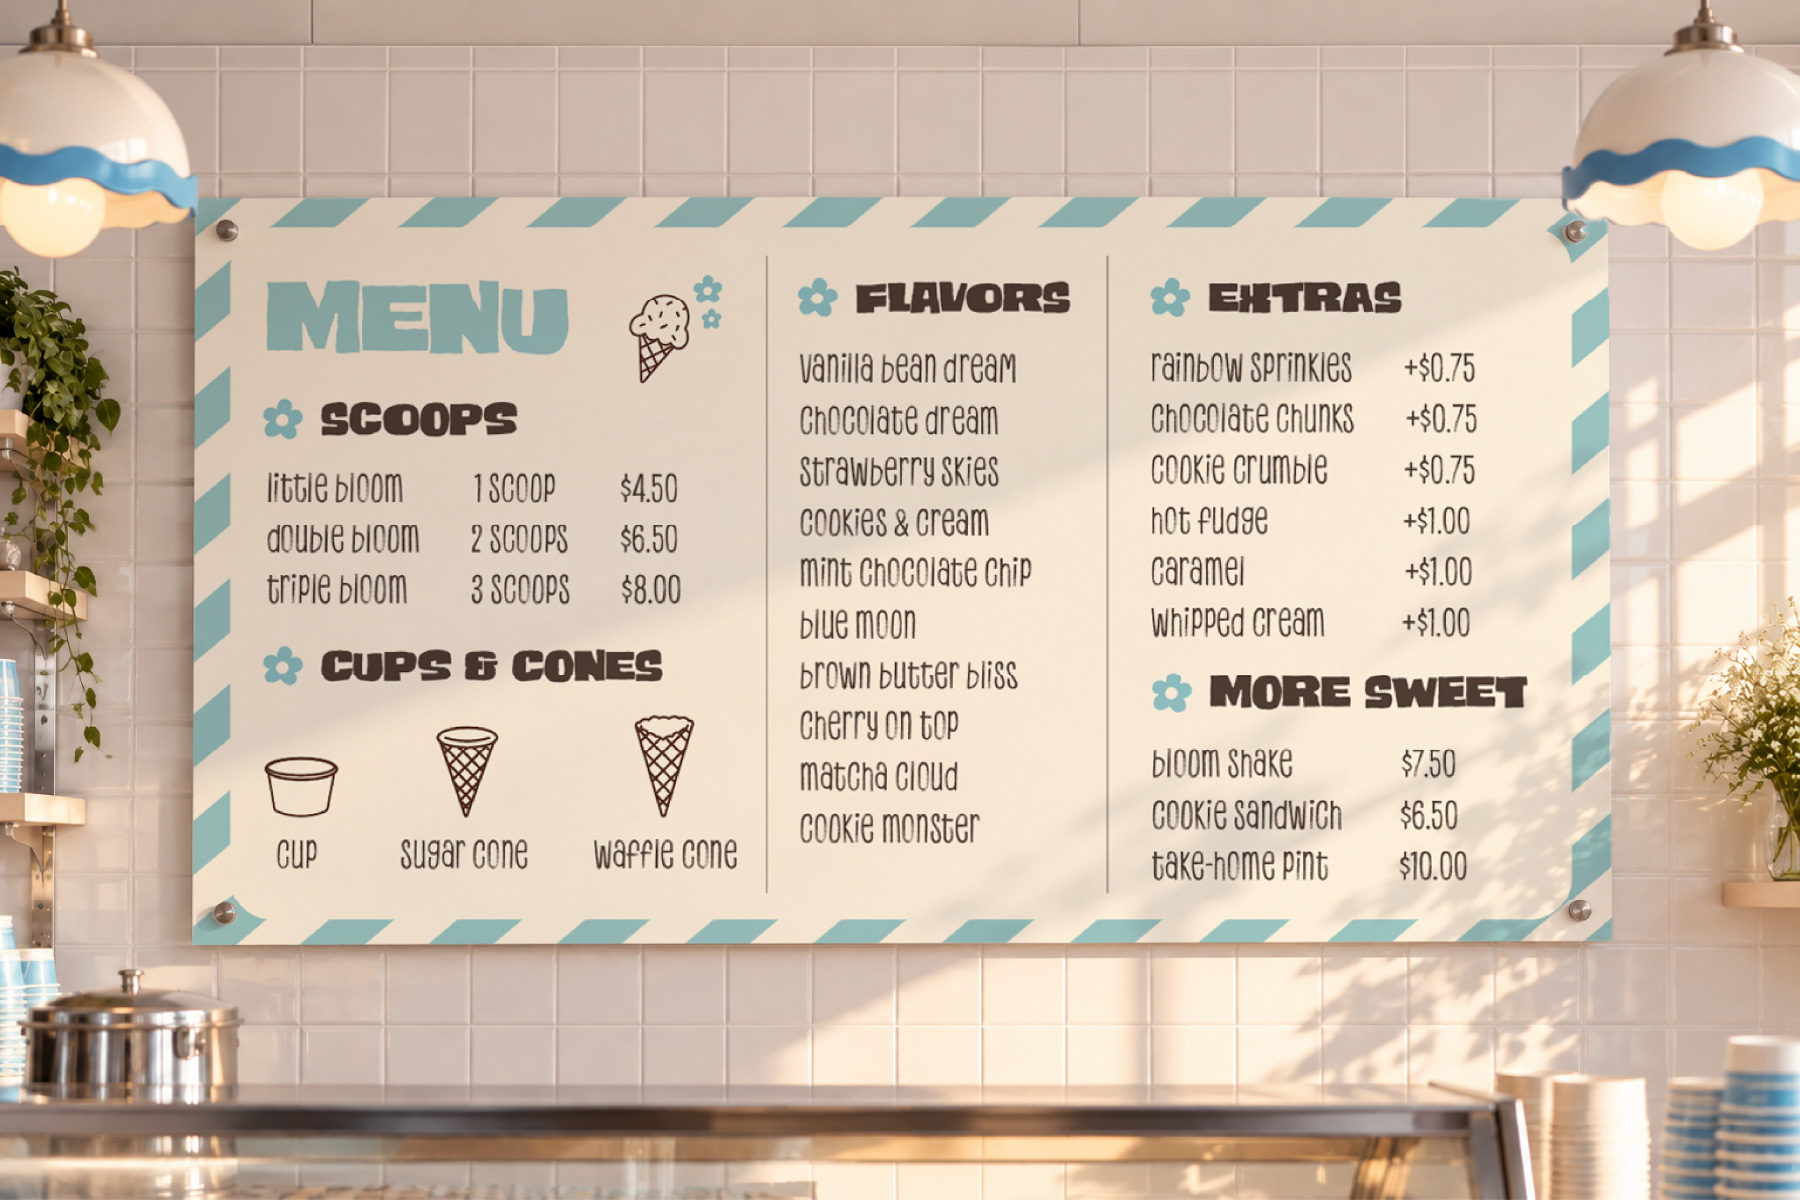 MENU
SCOOPS
little bloom 1 SCOOP $4.50
double bloom 2 SCOOPS $6.50
triple bloom 3 SCOOPS $8.00
CUPS & CONES
cup sugar cone waffle cone
FLAVORS
vanilla bean dream
chocolate dream
strawberry skies
cookies & cream
mint chocolate chip
blue moon
brown butter bliss
cherry on top
matcha cloud
cookie monster
EXTRAS
rainbow sprinkles +$0.75
chocolate chunks +$0.75
cookie crumble +$0.75
hot fudge +$1.00
caramel +$1.00
whipped cream +$1.00
MORE SWEET
bloom shake $7.50
cookie sandwich $6.50
take-home pint $10.00